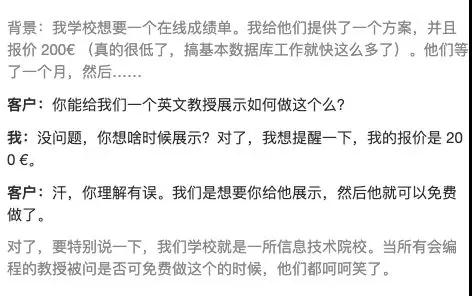 背景：我学校想要一个在线成绩单。我给他们提供了一个方案，并且
报价 200€ （真的很低了，搞基本数据库工作就快这么多了）。他们等
了一个月，然后……
客户：你能给我们一个英文教授展示如何做这个么？
我：没问题，你想啥时候展示？对了，我想提醒一下，我的报价是 20
0 €。
客户：汗，你理解有误。我们是想要你给他展示，然后他就可以免费
做了。
对了，要特别说一下，我们学校就是一所信息技术院校。当所有会编
程的教授被问是否可免费做这个的时候，他们都呵呵笑了。